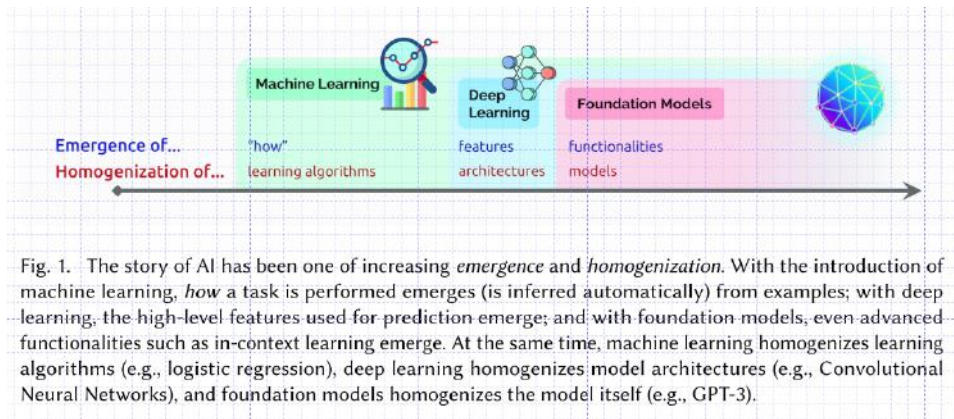 Machine Learning
Deep
Learning
Foundation Models
Emergence of... "how" features functionalities
Homogenization of... learning algorithms architectures models
Fig. 1. The story of AI has been one of increasing emergence and homogenization. With the introduction of
machine learning, how a task is performed emerges (is inferred automatically) from examples; with deep
learning, the high-level features used for prediction emerge; and with foundation models, even advanced
functionalities such as in-context learning emerge. At the same time, machine learning homogenizes learning
algorithms (e.g., logistic regression), deep learning homogenizes model architectures (e.g., Convolutional
Neural Networks), and foundation models homogenizes the model itself (e.g., GPT-3).